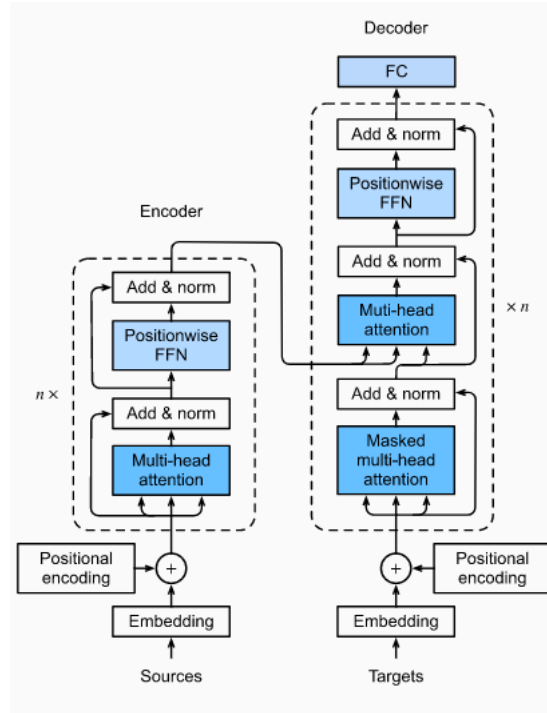 Decoder
FC
Add & norm
Positionwise
FFN
Add & norm
Muti-head
attention
× n
Add & norm
Masked
multi-head
attention
Positional
encoding
+
Embedding
Targets
Encoder
Add & norm
Positionwise
FFN
n ×
Add & norm
Multi-head
attention
Positional
encoding
+
Embedding
Sources